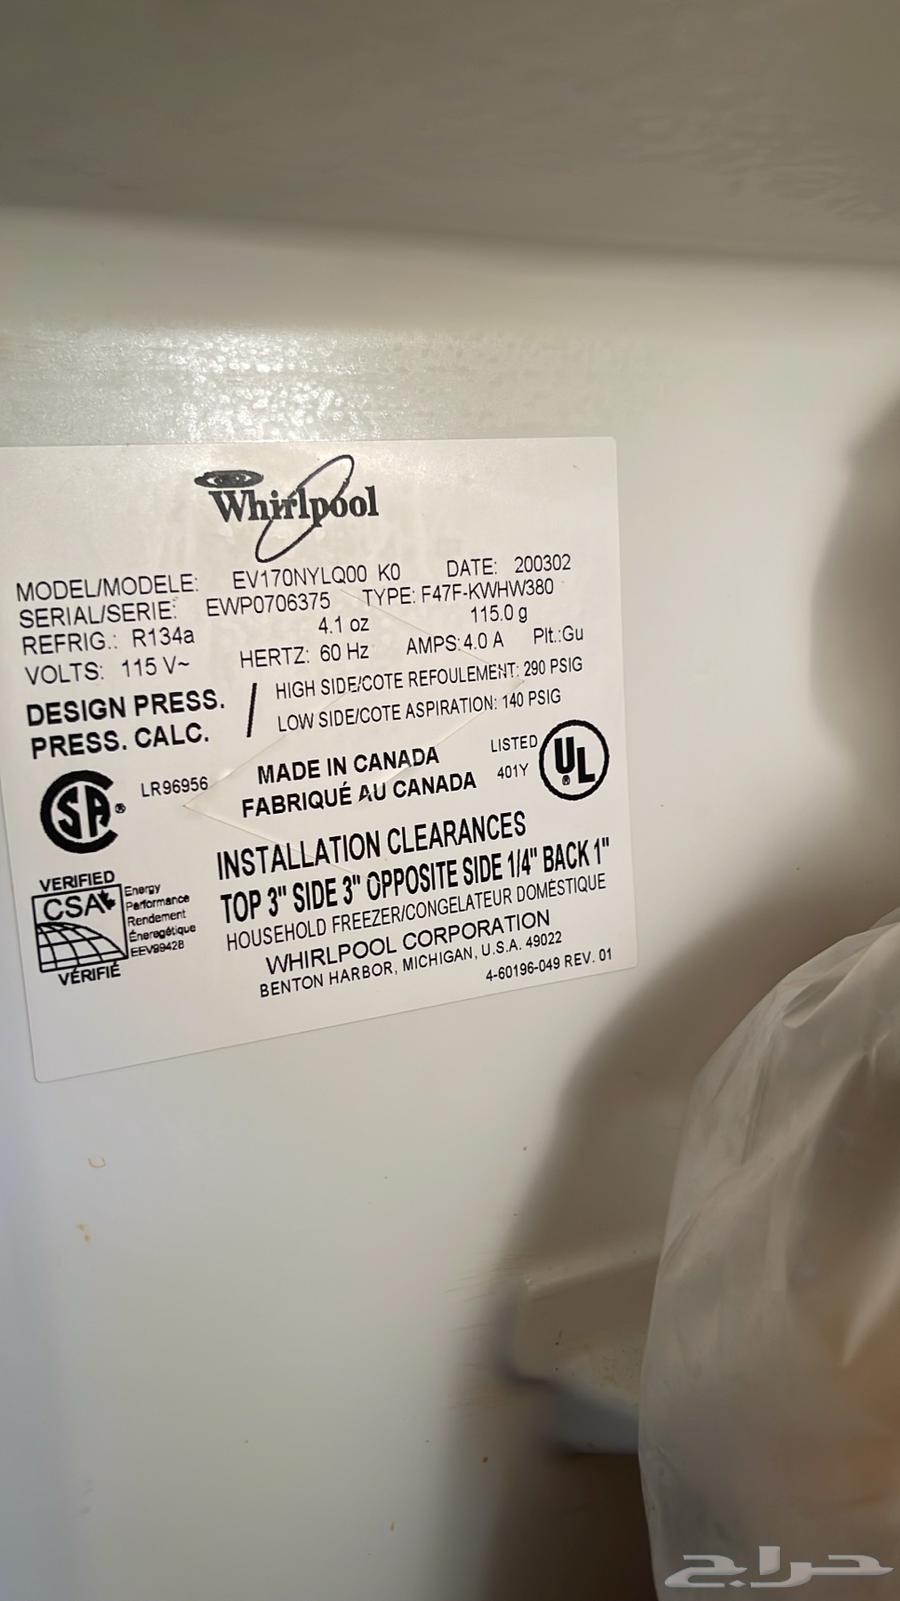 Whirlpool
MODEL/MODELE: EV170NYLQ00 K0 DATE: 200302
SERIAL/SERIE: EWP0706375 TYPE: F47F-KWHW380
REFRIG.: R134a 4.1 oz 115.0 g
VOLTS: 115 V~ HERTZ: 60 Hz AMPS: 4.0 A Plt.:Gu
DESIGN PRESS. / HIGH SIDE/COTE REFOULEMENT: 290 PSIG
PRESS. CALC. LOW SIDE/COTE ASPIRATION: 140 PSIG
CSA® LR96956
MADE IN CANADA
FABRIQUÉ AU CANADA
LISTED
401Y
UL®
INSTALLATION CLEARANCES
TOP 3" SIDE 3" OPPOSITE SIDE 1/4" BACK 1"
VERIFIED
CSA
VÉRIFIÉ
Energy
Performance
Rendement
Éneregétique
EEV99428
HOUSEHOLD FREEZER/CONGELATEUR DOMESTIQUE
WHIRLPOOL CORPORATION
BENTON HARBOR, MICHIGAN, U.S.A. 49022
4-60196-049 REV. 01
حراج